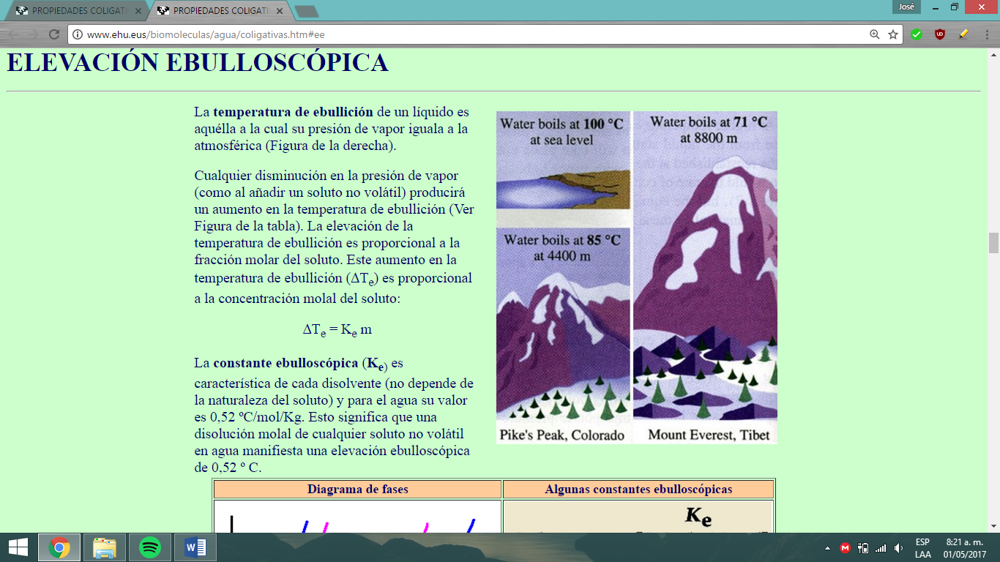 PROPIEDADES COLIGATI
PROPIEDADES COLIGATI
José
www.ehu.eus/biomoleculas/agua/coligativas.htm#ee
ELEVACIÓN EBULLOSCÓPICA
La temperatura de ebullición de un líquido es
aquélla a la cual su presión de vapor iguala a la
atmosférica (Figura de la derecha).
Cualquier disminución en la presión de vapor
(como al añadir un soluto no volátil) producirá
un aumento en la temperatura de ebullición (Ver
Figura de la tabla). La elevación de la
temperatura de ebullición es proporcional a la
fracción molar del soluto. Este aumento en la
temperatura de ebullición (ΔTe) es proporcional
a la concentración molal del soluto:
ΔTe = Ke m
La constante ebulloscópica (Ke) es
característica de cada disolvente (no depende de
la naturaleza del soluto) y para el agua su valor
es 0,52 ºC/mol/Kg. Esto significa que una
disolución molal de cualquier soluto no volátil
en agua manifiesta una elevación ebulloscópica
de 0,52 º C.
Water boils at 100 °C
at sea level
Water boils at 85 °C
at 4400 m
Pike's Peak, Colorado
Water boils at 71 °C
at 8800 m
Mount Everest, Tibet
Diagrama de fases
Algunas constantes ebulloscópicas
Ke
ESP
LAA
8:21 a. m.
01/05/2017